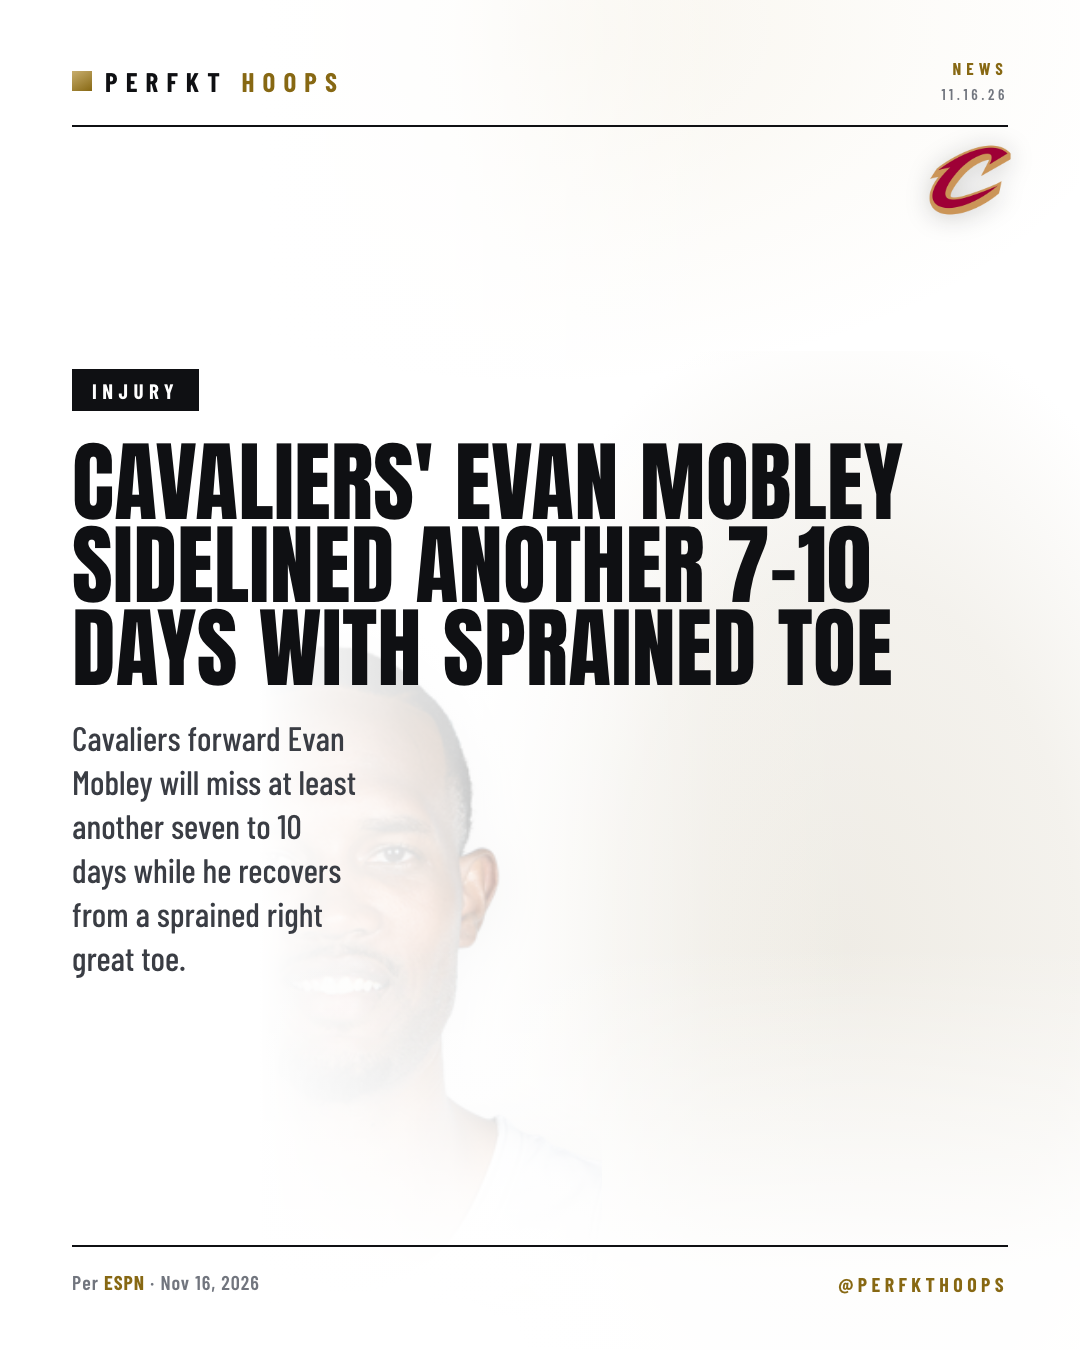 PERFKT HOOPS
NEWS
11.16.26
INJURY
CAVALIERS' EVAN MOBLEY
SIDELINED ANOTHER 7-10
DAYS WITH SPRAINED TOE
Cavaliers forward Evan
Mobley will miss at least
another seven to 10
days while he recovers
from a sprained right
great toe.
Per ESPN · Nov 16, 2026
@PERFKTHOOPS